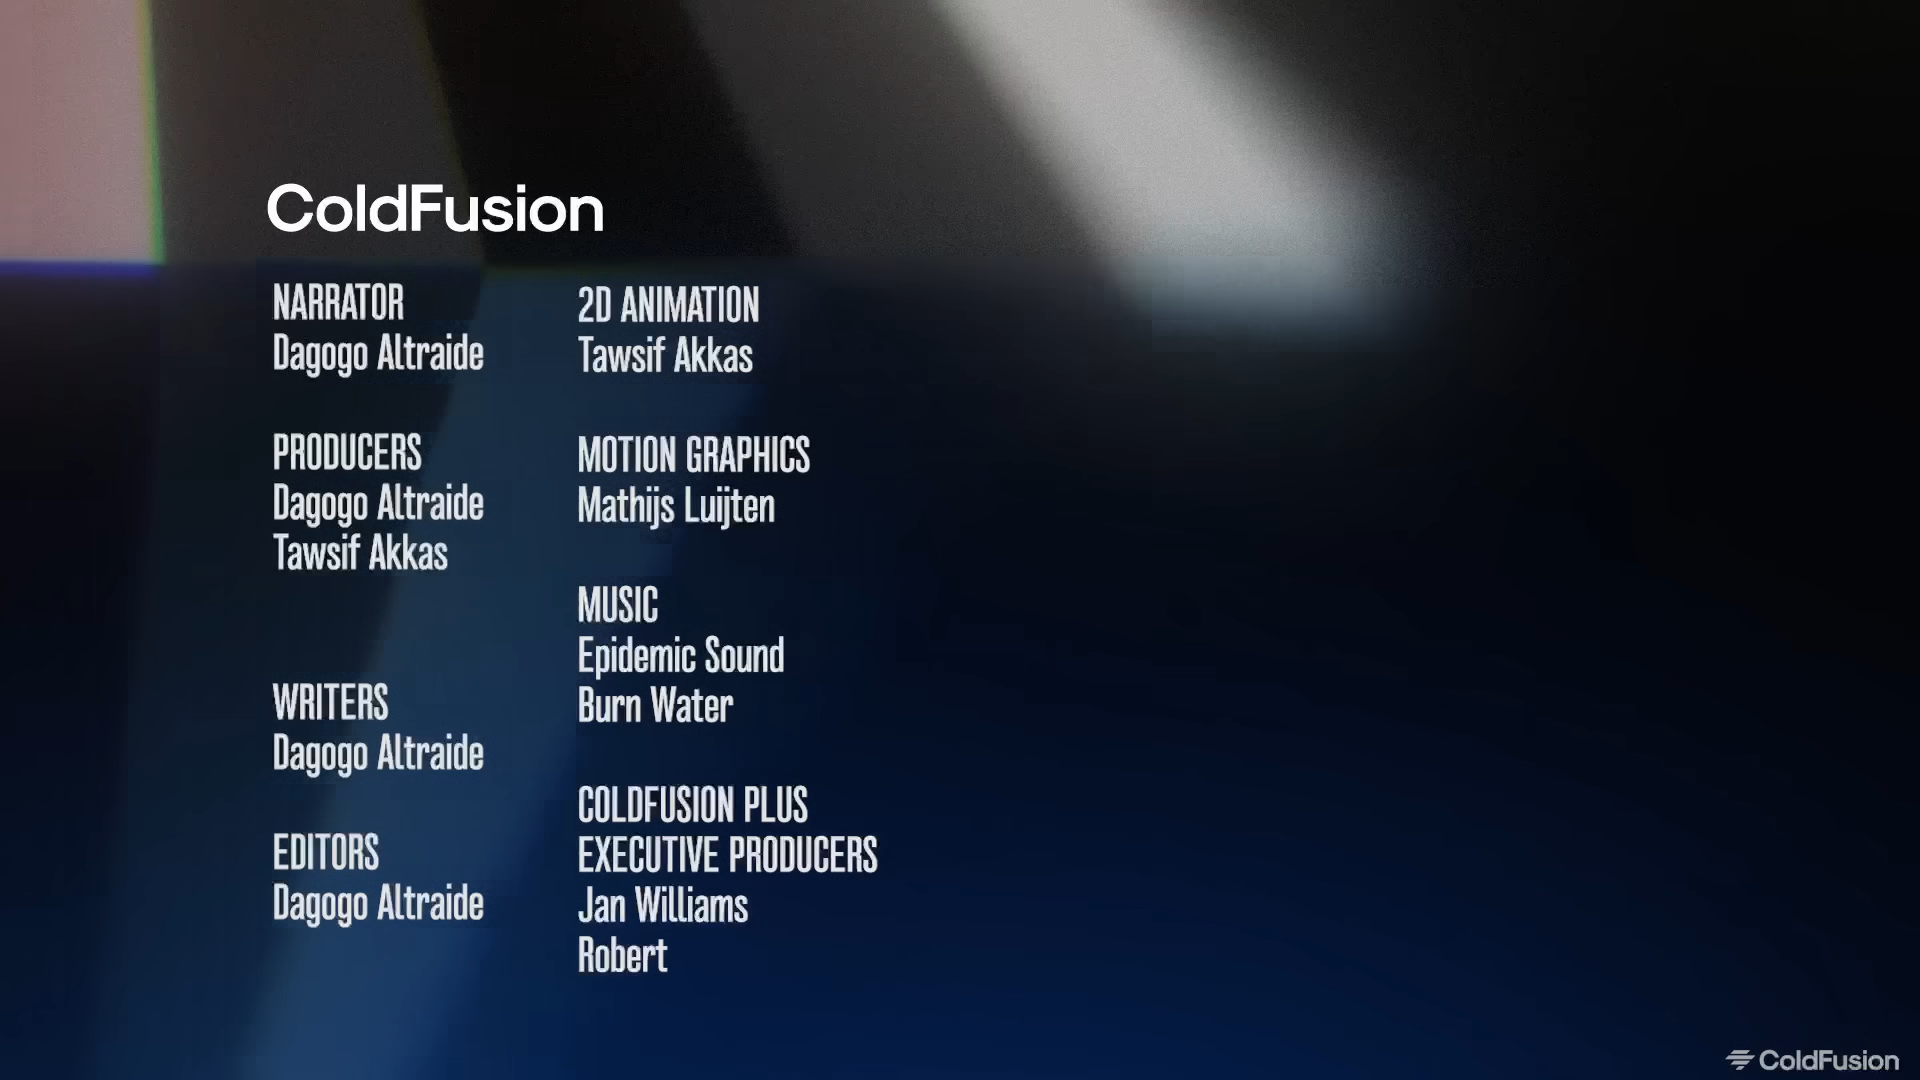 ColdFusion
NARRATOR
Dagogo Altraide
PRODUCERS
Dagogo Altraide
Tawsif Akkas
WRITERS
Dagogo Altraide
EDITORS
Dagogo Altraide
2D ANIMATION
Tawsif Akkas
MOTION GRAPHICS
Mathijs Luijten
MUSIC
Epidemic Sound
Burn Water
COLDFUSION PLUS
EXECUTIVE PRODUCERS
Jan Williams
Robert
ColdFusion